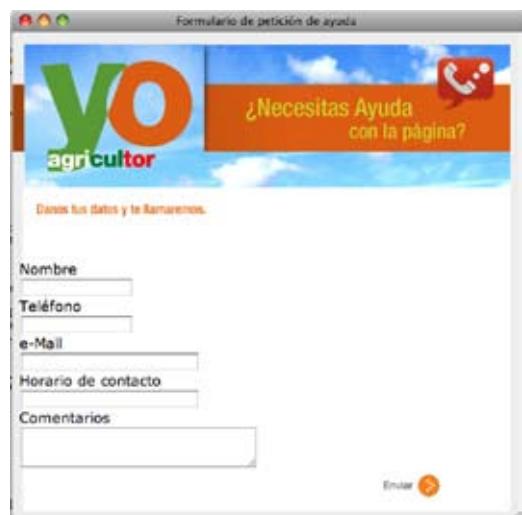 Formulario de petición de ayuda
yo
agricultor
¿Necesitas Ayuda
con la página?
Danos tus datos y te llamaremos.
Nombre
Teléfono
e-Mail
Horario de contacto
Comentarios
Enviar